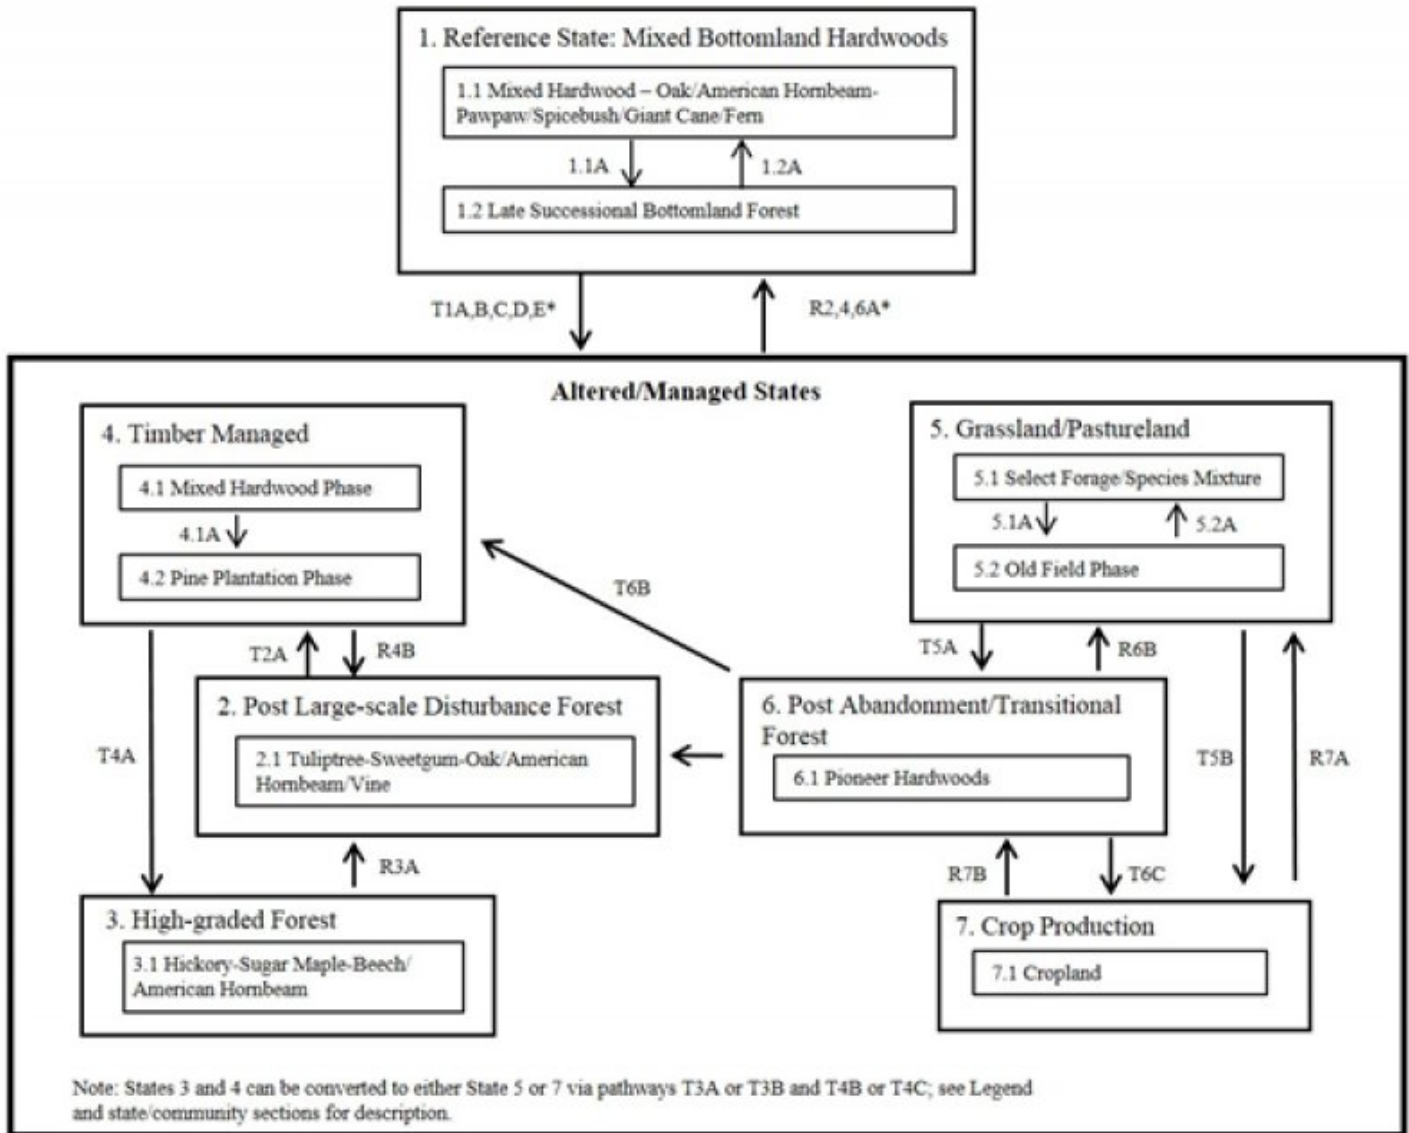 1. Reference State: Mixed Bottomland Hardwoods
1.1 Mixed Hardwood – Oak/American Hornbeam-
Pawpaw/Spicebush/Giant Cane/Fern
1.1A
1.2A
1.2 Late Successional Bottomland Forest
T1A,B,C,D,E*
R2,4,6A*
Altered/Managed States
4. Timber Managed
4.1 Mixed Hardwood Phase
4.1A
4.2 Pine Plantation Phase
5. Grassland/Pastureland
5.1 Select Forage/Species Mixture
5.1A
5.2A
5.2 Old Field Phase
T6B
T2A
R4B
T5A
R6B
T4A
2. Post Large-scale Disturbance Forest
2.1 Tuliptree-Sweetgum-Oak/American
Hornbeam/Vine
6. Post Abandonment/Transitional
Forest
6.1 Pioneer Hardwoods
T5B
R7A
R3A
R7B
T6C
3. High-graded Forest
3.1 Hickory-Sugar Maple-Beech/
American Hornbeam
7. Crop Production
7.1 Cropland
Note: States 3 and 4 can be converted to either State 5 or 7 via pathways T3A or T3B and T4B or T4C; see Legend
and state/community sections for description.